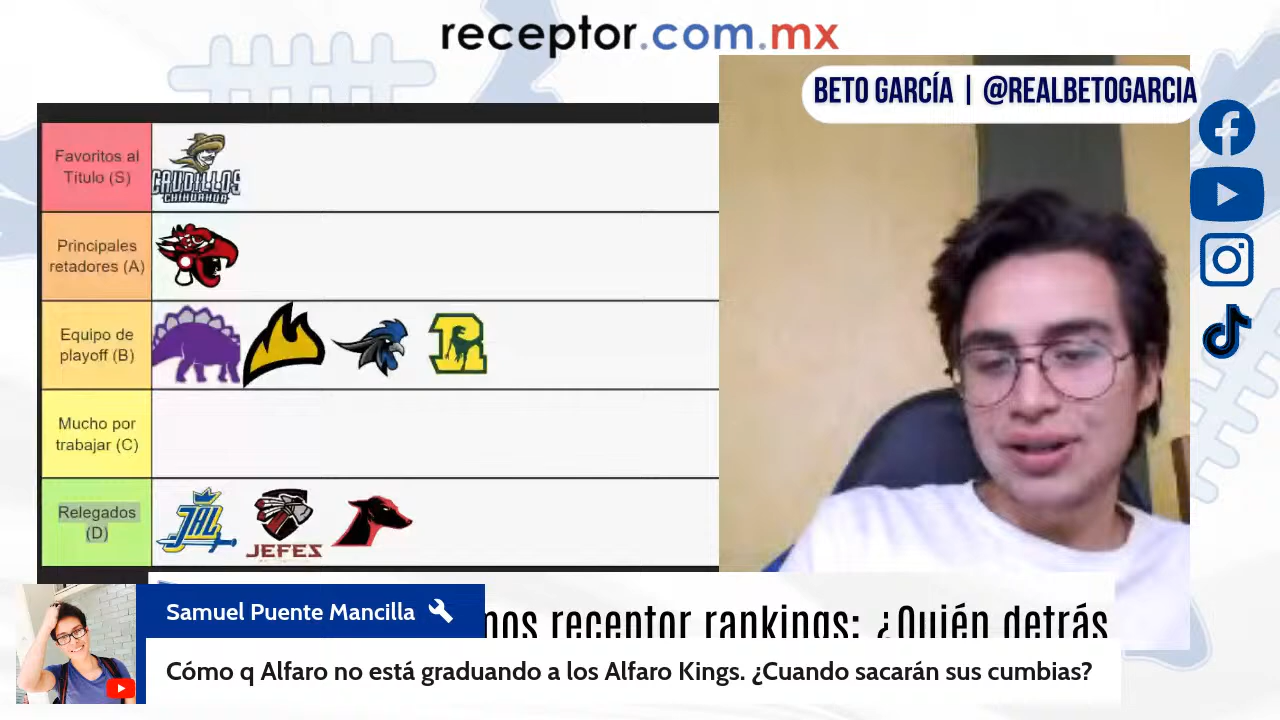 receptor.com.mx
BETO GARCÍA | @REALBETOGARCIA
Favoritos al
Título (S)
CAUDILLOS
CHIHUAHUA
Principales
retadores (A)
Equipo de
playoff (B)
R
Mucho por
trabajar (C)
Relegados
(D)
JAL
JEFES
Samuel Puente Mancilla
mos receptor rankings: ¿Quién detrás
Cómo q Alfaro no está graduando a los Alfaro Kings. ¿Cuando sacarán sus cumbias?